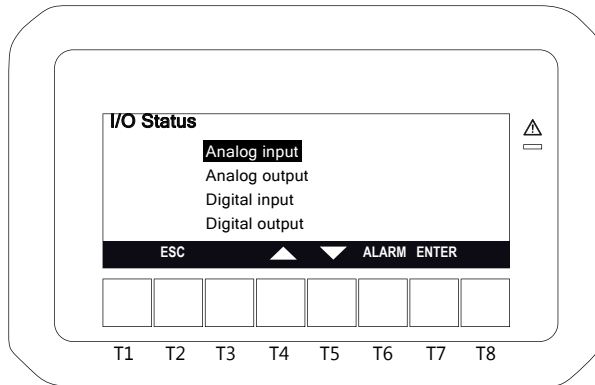 I/O Status
Analog input
Analog output
Digital input
Digital output
ESC ALARM ENTER
T1 T2 T3 T4 T5 T6 T7 T8